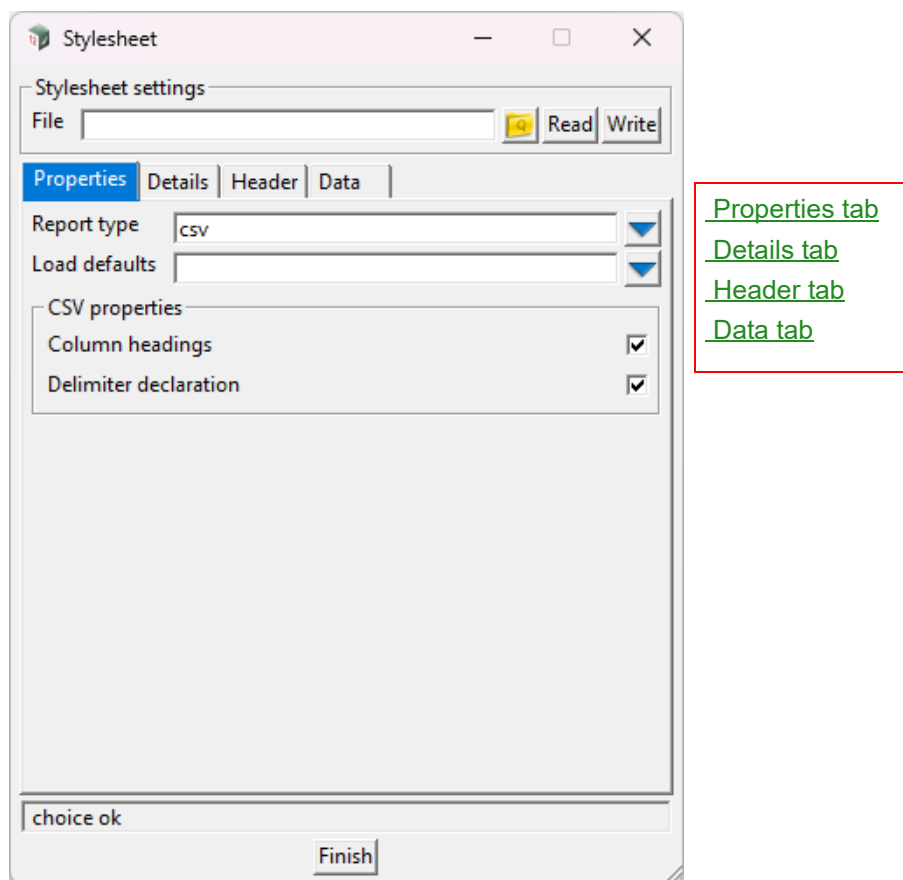 Stylesheet
Stylesheet settings
File Read Write
Properties Details Header Data
Report type csv
Load defaults
CSV properties
Column headings
Delimiter declaration
choice ok
Finish
Properties tab
Details tab
Header tab
Data tab